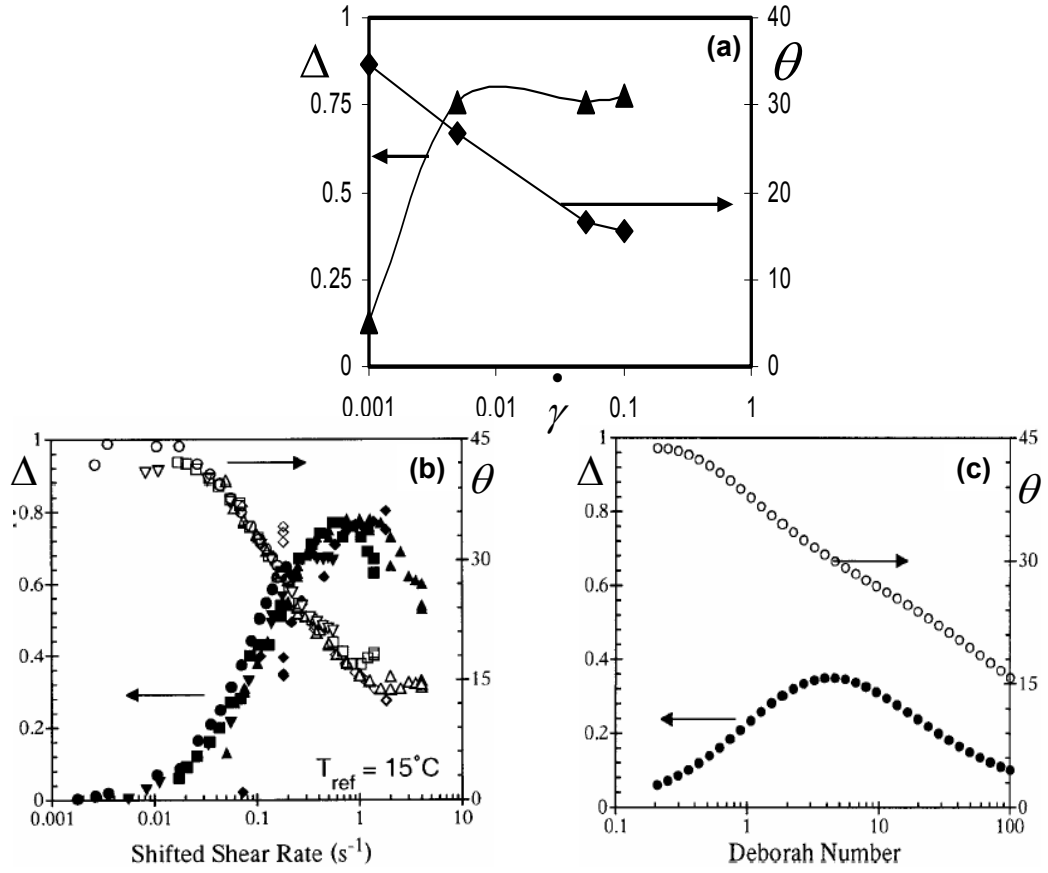 1 40
(a)
Δ θ
0.75 30
0.5 20
0.25 10
0 0
0.001 0.01 γ̇ 0.1 1
1 45
Δ (b) θ
0.8
30
0.6
0.4
15
0.2
T_ref = 15°C
0 0
0.001 0.01 0.1 1 10
Shifted Shear Rate (s⁻¹)
1 45
Δ (c) θ
0.8
30
0.6
0.4
15
0.2
0 0
0.1 1 10 100
Deborah Number